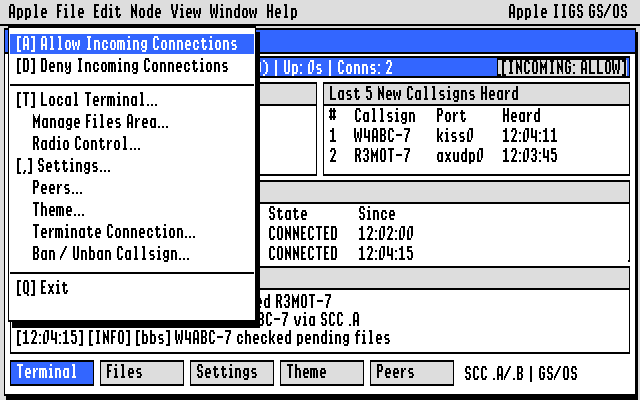 Apple File Edit Node View Window Help Apple IIGS GS/OS
[A] Allow Incoming Connections
[D] Deny Incoming Connections
[T] Local Terminal...
Manage Files Area...
Radio Control...
[,] Settings...
Peers...
Theme...
Terminate Connection...
Ban / Unban Callsign...
[Q] Exit
) | Up: 0s | Conns: 2 [INCOMING: ALLOW]
Last 5 New Callsigns Heard
# Callsign Port Heard
1 W4ABC-7 kiss0 12:04:11
2 R3MOT-7 axudp0 12:03:45
State Since
CONNECTED 12:02:00
CONNECTED 12:04:15
ed R3MOT-7
BC-7 via SCC .A
[12:04:15] [INFO] [bbs] W4ABC-7 checked pending files
Terminal Files Settings Theme Peers SCC .A/.B | GS/OS